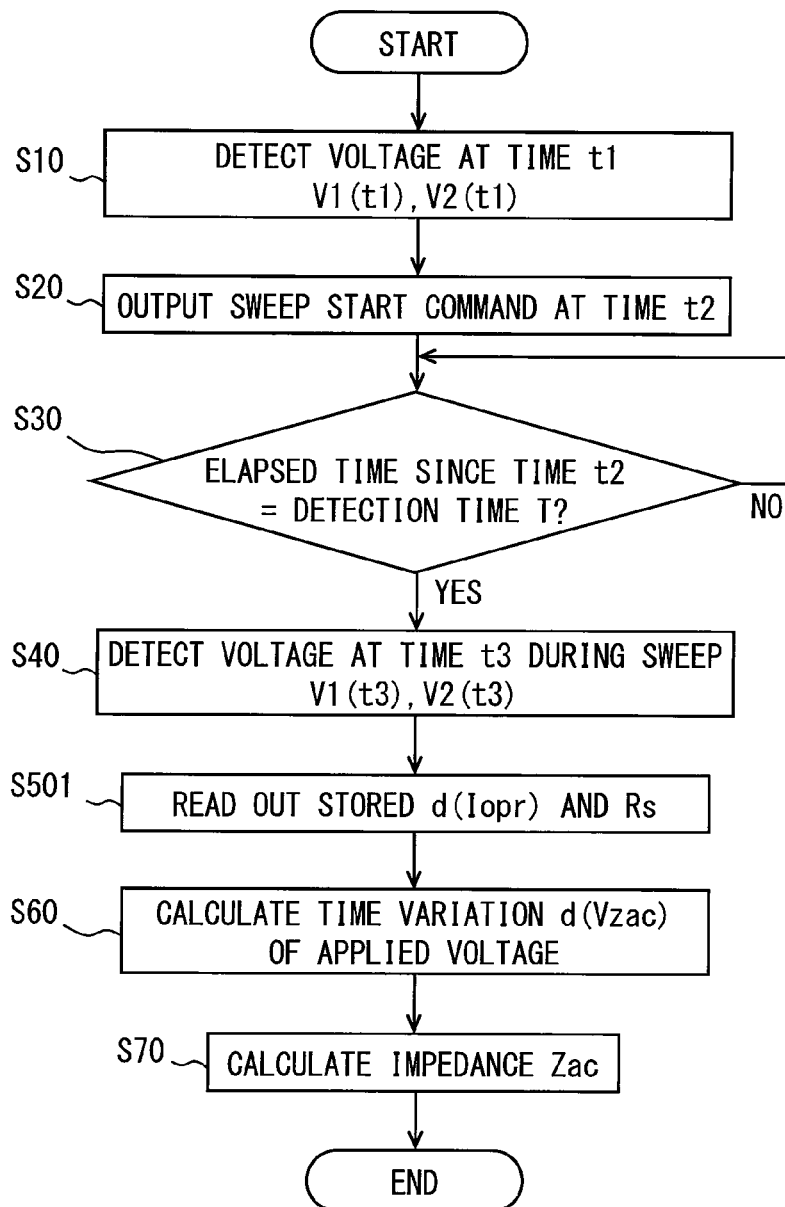 START
S10
DETECT VOLTAGE AT TIME t1
V1(t1), V2(t1)
S20
OUTPUT SWEEP START COMMAND AT TIME t2
S30
ELAPSED TIME SINCE TIME t2
= DETECTION TIME T?
NO
YES
S40
DETECT VOLTAGE AT TIME t3 DURING SWEEP
V1(t3), V2(t3)
S501
READ OUT STORED d(Iopr) AND Rs
S60
CALCULATE TIME VARIATION d(Vzac)
OF APPLIED VOLTAGE
S70
CALCULATE IMPEDANCE Zac
END